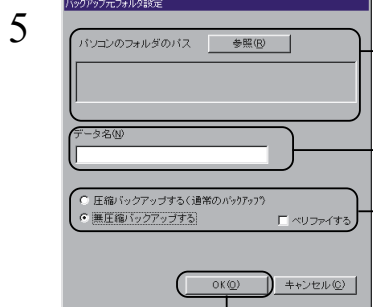 5
バックアップ元フォルダ設定
パソコンのフォルダのパス 参照(R)
データ名(N)
圧縮バックアップする(通常のバックアップ)
無圧縮バックアップする ベリファイする
OK(O) キャンセル(C)